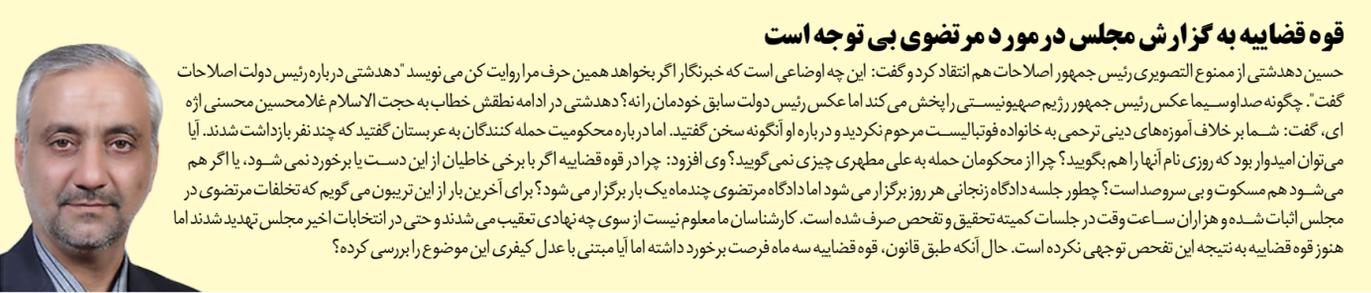 قوه قضاییه به گزارش مجلس در مورد مرتضوی بی توجه است
حسین دهدشتی از ممنوع التصویری رئیس جمهور اصلاحات هم انتقاد کرد و گفت: این چه اوضاعی است که خبرنگار اگر بخواهد همین حرف مرا روایت کن می نویسد "دهدشتی درباره رئیس دولت اصلاحات
گفت". چگونه صداوسیما عکس رئیس جمهور رژیم صهیونیستی را پخش می کند اما عکس رئیس دولت سابق خودمان را نه؟ دهدشتی در ادامه نطقش خطاب به حجت الاسلام غلامحسین محسنی اژه
ای، گفت: شما بر خلاف آموزه‌های دینی ترحمی به خانواده فوتبالیست مرحوم نکردید و درباره او آنگونه سخن گفتید. اما درباره محکومیت حمله کنندگان به عربستان گفتید که چند نفر بازداشت شدند. آیا
می‌توان امیدوار بود که روزی نام آنها را هم بگویید؟ چرا از محکومان حمله به علی مطهری چیزی نمی‌گویید؟ وی افزود: چرا در قوه قضاییه اگر با برخی خاطیان از این دست یا برخورد نمی شود، یا اگر هم
می‌شود هم مسکوت و بی سروصداست؟ چطور جلسه دادگاه زنجانی هر روز برگزار می شود اما دادگاه مرتضوی چندماه یک بار برگزار می شود؟ برای آخرین بار از این تریبون می گویم که تخلفات مرتضوی در
مجلس اثبات شده و هزاران ساعت وقت در جلسات کمیته تحقیق و تفحص صرف شده است. کارشناسان ما معلوم نیست از سوی چه نهادی تعقیب می شدند و حتی در انتخابات اخیر مجلس تهدید شدند اما
هنوز قوه قضاییه به نتیجه این تفحص توجهی نکرده است. حال آنکه طبق قانون، قوه قضاییه سه ماه فرصت برخورد داشته اما آیا مبتنی با عدل کیفری این موضوع را بررسی کرده؟